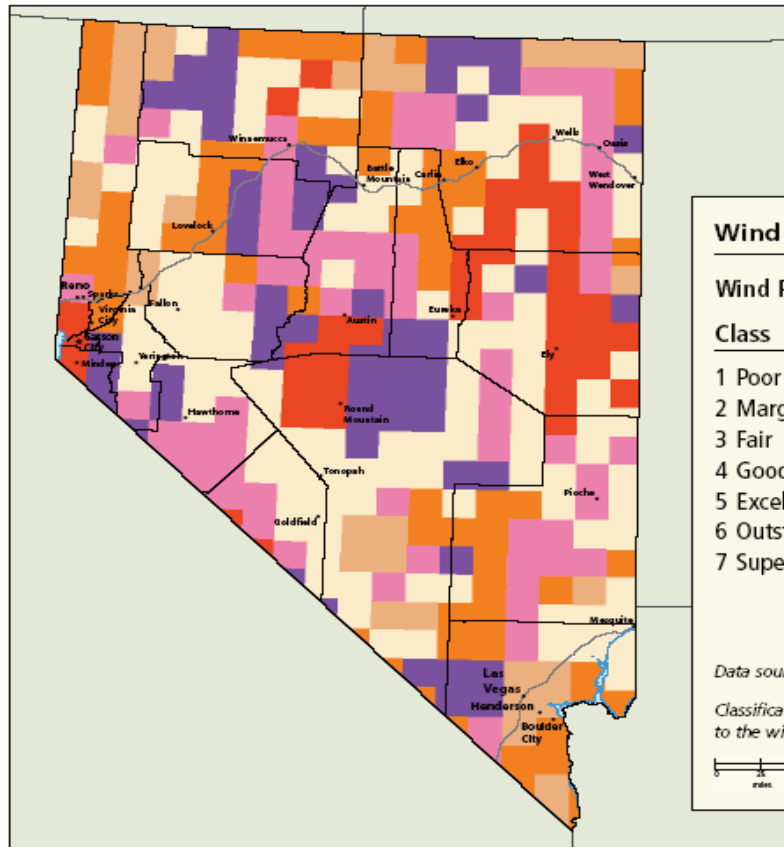 Winnemucca
Wells
Oasis
Elko
Battle
Mountain
Carlin
West
Wendover
Lovelock
Reno
Sparks
Virginia
City
Fallon
Carson
City
Minden
Yerington
Austin
Eureka
Ely
Hawthorne
Round
Mountain
Tonopah
Goldfield
Pioche
Mesquite
Las
Vegas
Henderson
Boulder
City
Wind
Wind P
Class
1 Poor
2 Marg
3 Fair
4 Good
5 Excel
6 Outst
7 Supe
Data sour
Classifica
to the wi
0 25
miles